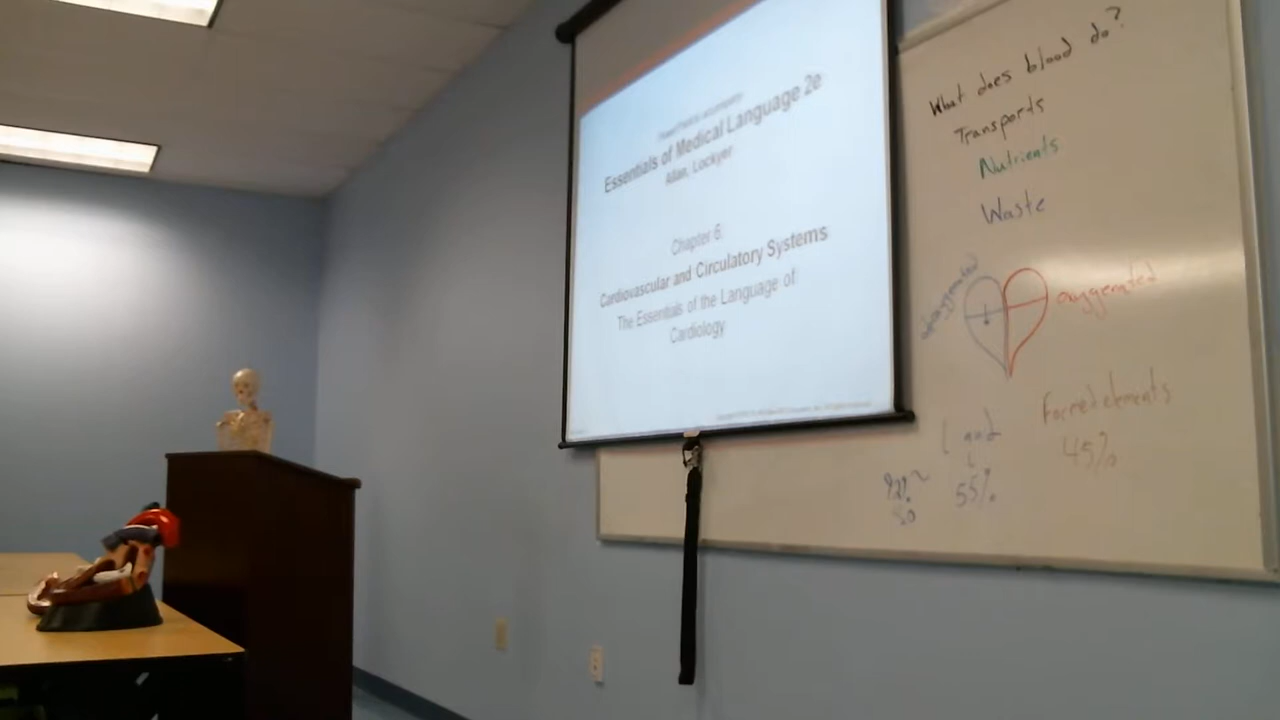 Essentials of Medical Language 2e
Allan, Lockyer
Chapter 6
Cardiovascular and Circulatory Systems
The Essentials of the Language of
Cardiology
What does blood do?
Transports
Nutrients
Waste
oxygenated
Formed elements
45%
55%